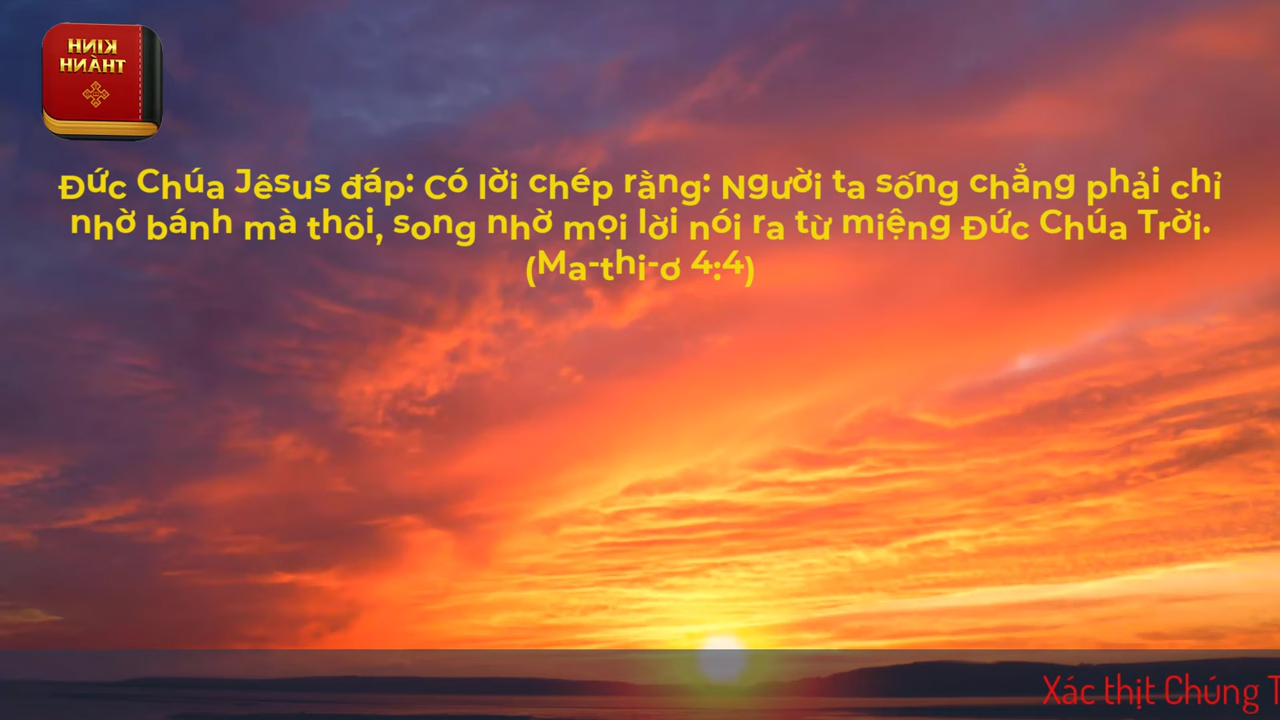 KINH
THÁNH
Đức Chúa Jêsus đáp: Có lời chép rằng: Người ta sống chẳng phải chỉ
nhờ bánh mà thôi, song nhờ mọi lời nói ra từ miệng Đức Chúa Trời.
(Ma-thi-ơ 4:4)
Xác thịt Chúng